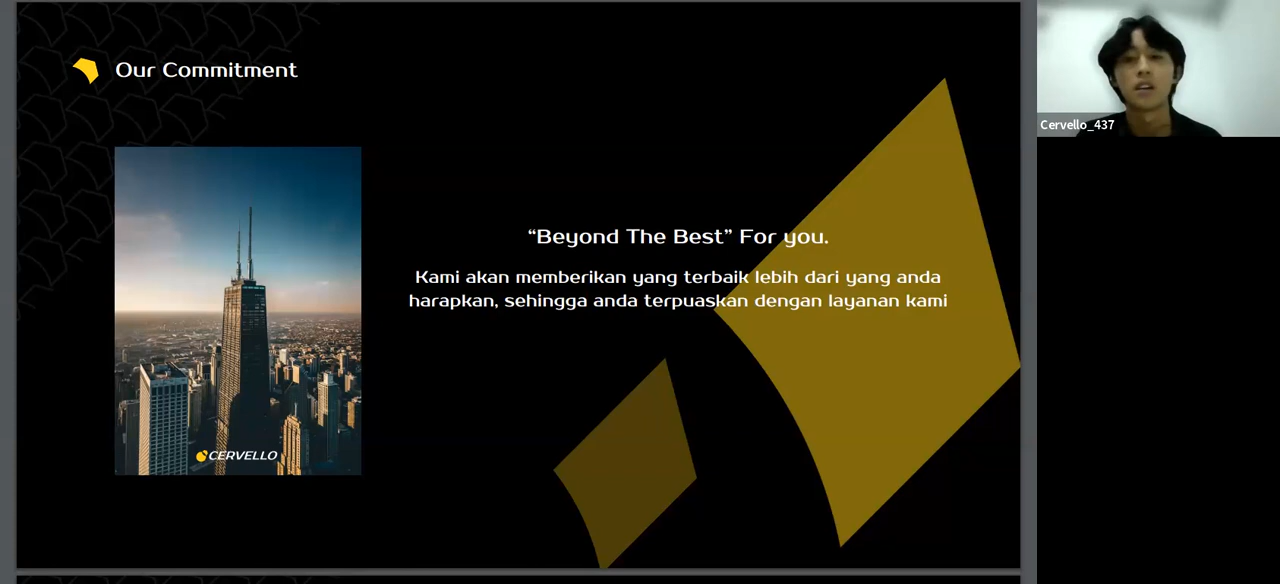 Our Commitment
“Beyond The Best” For you.
Kami akan memberikan yang terbaik lebih dari yang anda
harapkan, sehingga anda terpuaskan dengan layanan kami
CERVELLO
Cervello_437